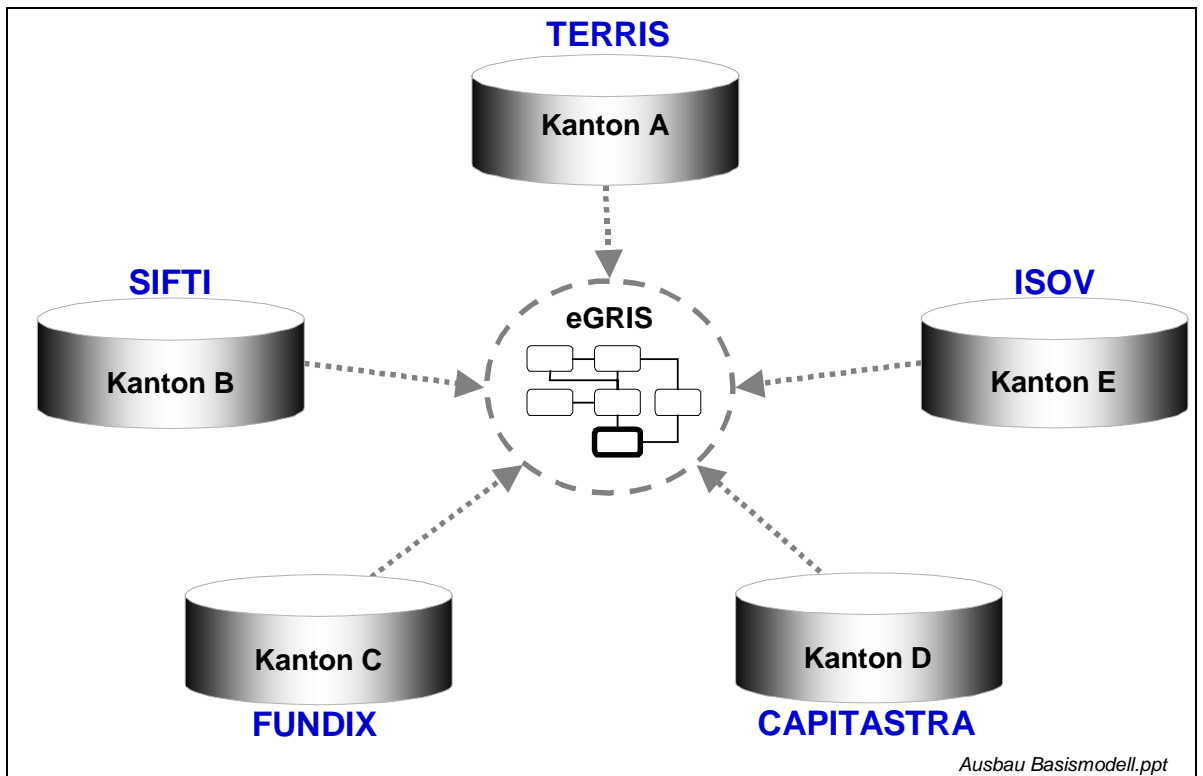 TERRIS
Kanton A
SIFTI
Kanton B
eGRIS
ISOV
Kanton E
Kanton C
FUNDIX
Kanton D
CAPITASTRA
Ausbau Basismodell.ppt